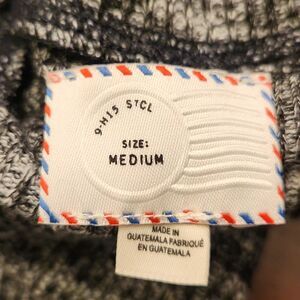 9-H15 STCL
SIZE:
MEDIUM
MADE IN
GUATEMALA FABRIQUÉ
EN GUATEMALA